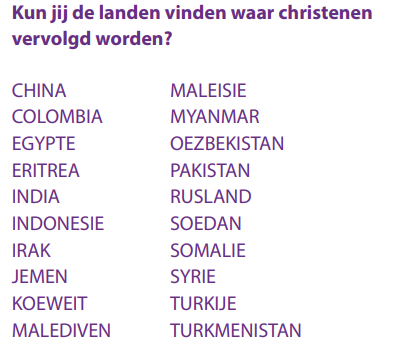 Kun jij de landen vinden waar christenen
vervolgd worden?
CHINA
COLOMBIA
EGYPTE
ERITREA
INDIA
INDONESIE
IRAK
JEMEN
KOEWEIT
MALEDIVEN
MALEISIE
MYANMAR
OEZBEKISTAN
PAKISTAN
RUSLAND
SOEDAN
SOMALIE
SYRIE
TURKIJE
TURKMENISTAN